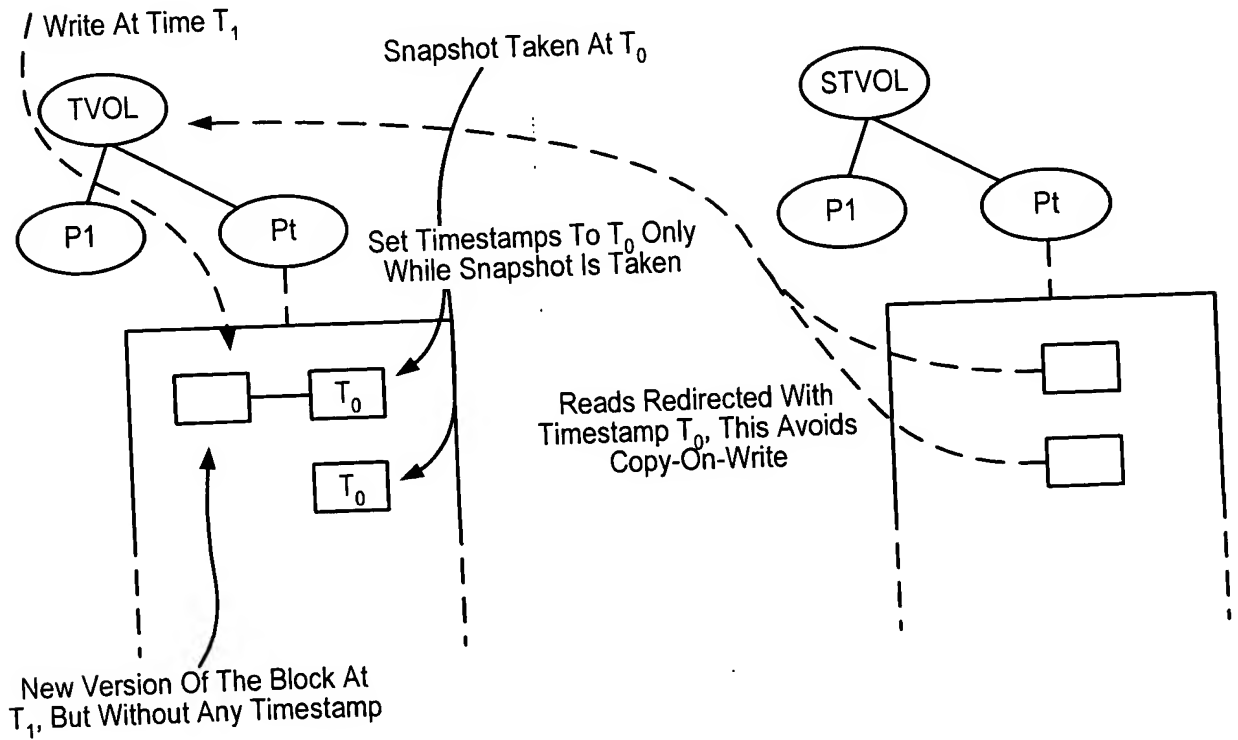 Write At Time T₁
Snapshot Taken At T₀
TVOL
STVOL
P1
Pt
P1
Pt
Set Timestamps To T₀ Only
While Snapshot Is Taken
T₀
T₀
Reads Redirected With
Timestamp T₀, This Avoids
Copy-On-Write
New Version Of The Block At
T₁, But Without Any Timestamp